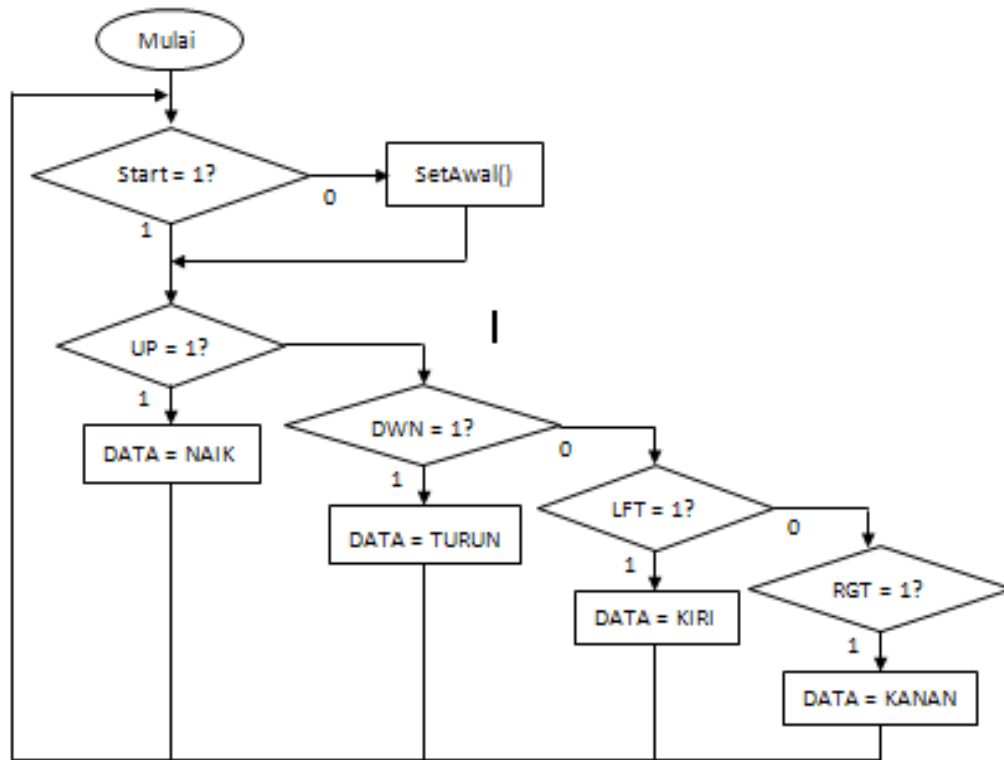 Mulai
Start = 1?
0
SetAwal()
1
UP = 1?
1
DATA = NAIK
DWN = 1?
0
1
DATA = TURUN
LFT = 1?
0
1
DATA = KIRI
RGT = 1?
1
DATA = KANAN